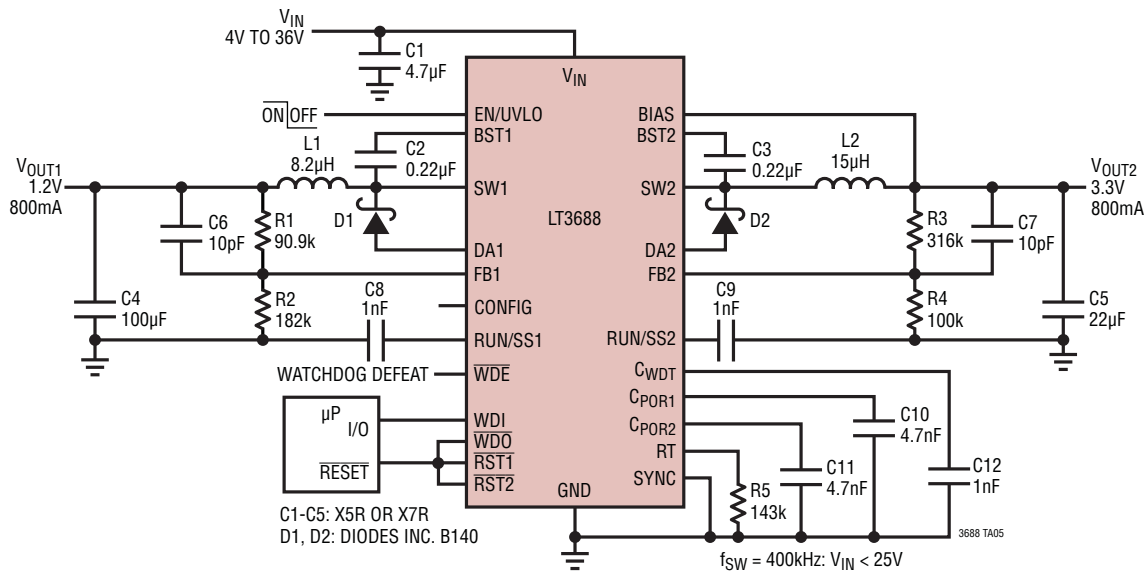 VIN
4V TO 36V
C1
4.7µF
VIN
ON OFF
EN/UVLO
BST1
BIAS
BST2
L1
8.2µH
C2
0.22µF
C3
0.22µF
L2
15µH
VOUT1
1.2V
800mA
SW1
SW2
VOUT2
3.3V
800mA
C6
10pF
R1
90.9k
D1
LT3688
D2
R3
316k
C7
10pF
DA1
DA2
FB1
FB2
C4
100µF
R2
182k
C8
1nF
CONFIG
C9
1nF
R4
100k
C5
22µF
RUN/SS1
RUN/SS2
WATCHDOG DEFEAT
WDE
CWDT
µP
I/O
WDI
CPOR1
C10
4.7nF
WDO
CPOR2
RESET
RST1
RT
C11
4.7nF
C12
1nF
RST2
SYNC
GND
R5
143k
C1-C5: X5R OR X7R
D1, D2: DIODES INC. B140
3688 TA05
fSW = 400kHz: VIN < 25V